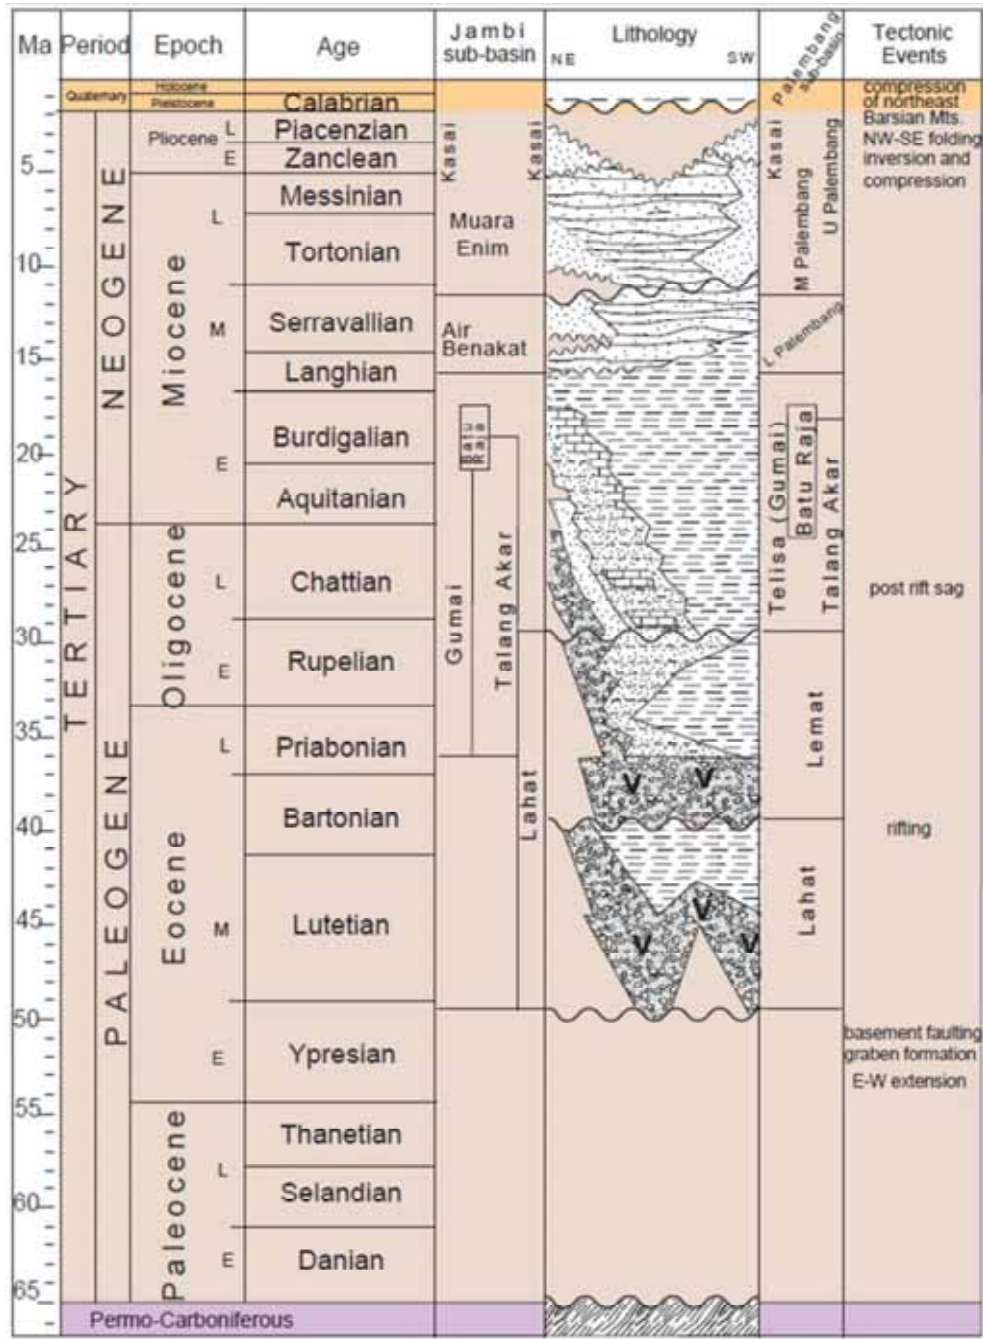 Ma Period Epoch Age Jambi sub-basin Lithology NE SW Palembang sub-basin Tectonic Events
Quaternary Holocene
Pleistocene Calabrian
compression
of northeast
Barsian Mts.
NW-SE folding
inversion and
compression
TERTIARY
NEOGENE
PALEOGENE
Pliocene L Piacenzian
E Zanclean
5
Miocene
L Messinian
Tortonian
10
M Serravallian
15
Langhian
E Burdigalian
20
Aquitanian
Oligocene
25
L Chattian
30
E Rupelian
Eocene
35
L Priabonian
40
Bartonian
M Lutetian
45
50
E Ypresian
55
Paleocene
L Thanetian
Selandian
60
E Danian
65
Permo-Carboniferous
Kasai
Kasai
Muara
Enim
Air
Benakat
Batu
Raja
Gumai
Talang Akar
Lahat
V V
V
V V
Kasai
M Palembang
U Palembang
L Palembang
Telisa (Gumai)
Batu Raja
Talang Akar
Lemat
Lahat
post rift sag
rifting
basement faulting
graben formation
E-W extension